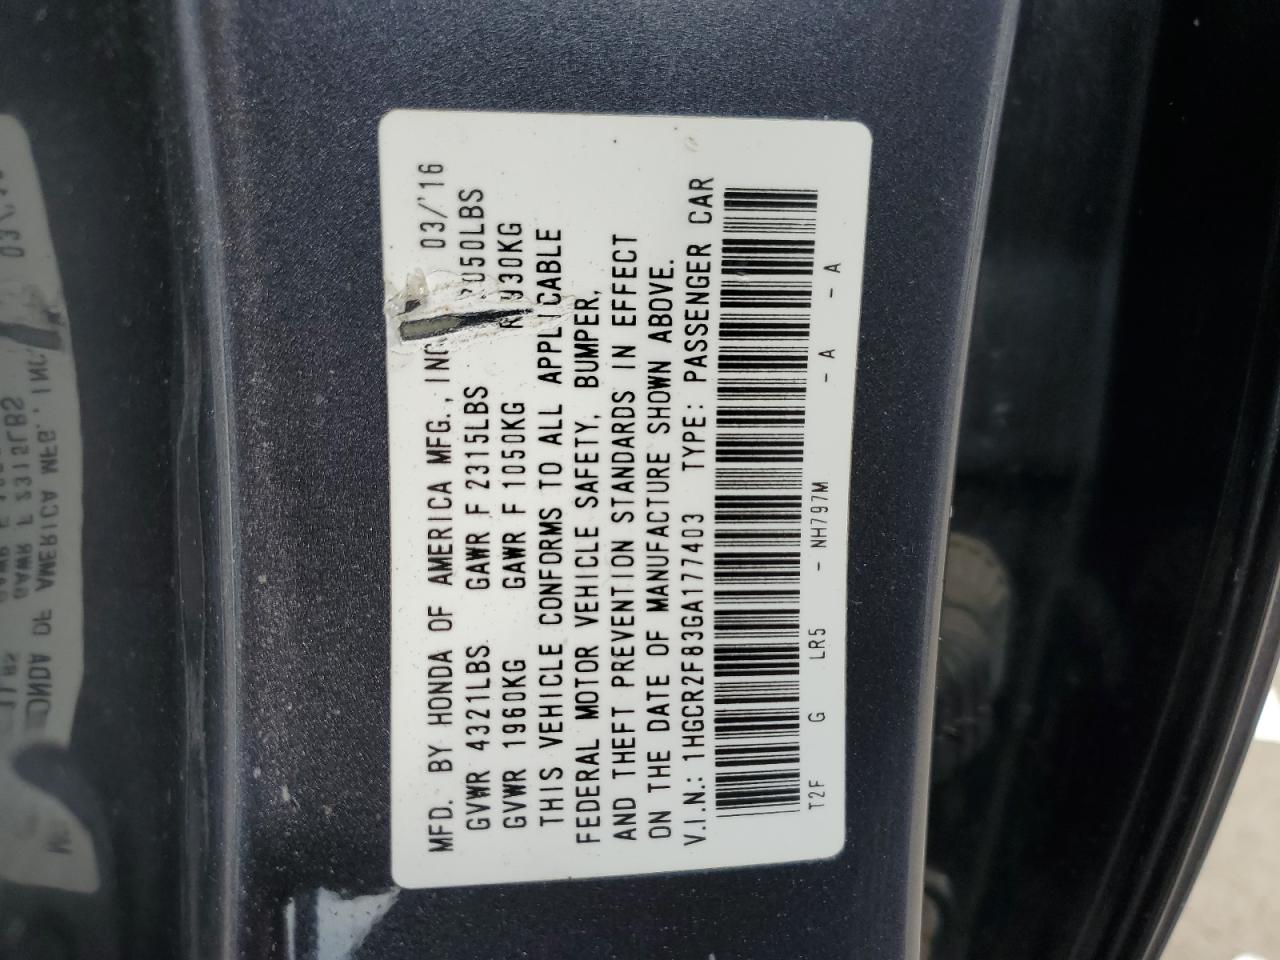 MFD. BY HONDA OF AMERICA MFG., INC 03/'16
GVWR 4321LBS GAWR F 2315LBS 2050LBS
GVWR 1960KG GAWR F 1050KG R 930KG
THIS VEHICLE CONFORMS TO ALL APPLICABLE
FEDERAL MOTOR VEHICLE SAFETY, BUMPER,
AND THEFT PREVENTION STANDARDS IN EFFECT
ON THE DATE OF MANUFACTURE SHOWN ABOVE.
V.I.N.: 1HGCR2F83GA177403 TYPE: PASSENGER CAR
T2F G LR5 - NH797M - A - A